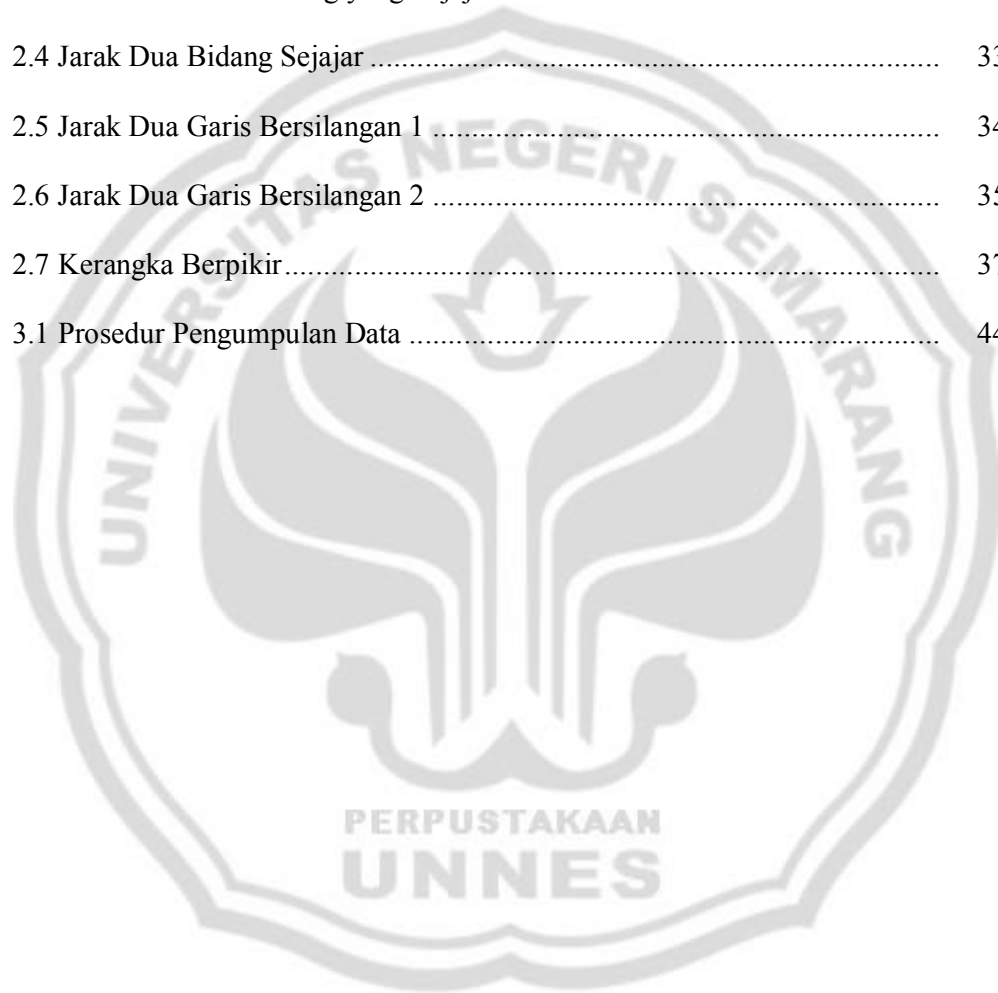 2.4 Jarak Dua Bidang Sejajar ......................................................................... 33
2.5 Jarak Dua Garis Bersilangan 1 ................................................................. 34
2.6 Jarak Dua Garis Bersilangan 2 ................................................................. 35
2.7 Kerangka Berpikir.................................................................................... 37
3.1 Prosedur Pengumpulan Data .................................................................... 44
UNIVERSITAS NEGERI SEMARANG
PERPUSTAKAAN
UNNES